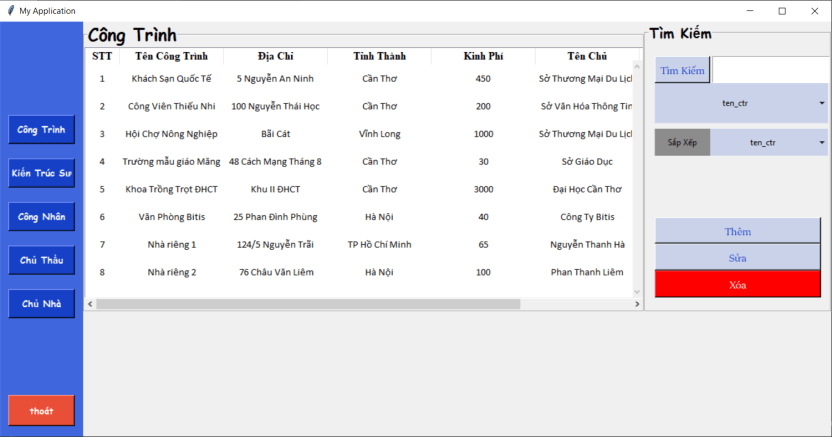 My Application
Công Trình
Kiến Trúc Sư
Công Nhân
Chủ Thầu
Chủ Nhà
thoát
Công Trình
STT Tên Công Trình Địa Chỉ Tỉnh Thành Kinh Phí Tên Chủ
1 Khách Sạn Quốc Tế 5 Nguyễn An Ninh Cần Thơ 450 Sở Thương Mại Du Lịch
2 Công Viên Thiếu Nhi 100 Nguyễn Thái Học Cần Thơ 200 Sở Văn Hóa Thông Tin
3 Hội Chợ Nông Nghiệp Bãi Cát Vĩnh Long 1000 Sở Thương Mại Du Lịch
4 Trường mẫu giáo Măng 48 Cách Mạng Tháng 8 Cần Thơ 30 Sở Giáo Dục
5 Khoa Trồng Trọt ĐHCT Khu II ĐHCT Cần Thơ 3000 Đại Học Cần Thơ
6 Văn Phòng Bitis 25 Phan Đình Phùng Hà Nội 40 Công Ty Bitis
7 Nhà riêng 1 124/5 Nguyễn Trãi TP Hồ Chí Minh 65 Nguyễn Thanh Hà
8 Nhà riêng 2 76 Châu Văn Liêm Hà Nội 100 Phan Thanh Liêm
Tìm Kiếm
Tìm Kiếm
ten_ctr
Sắp Xếp ten_ctr
Thêm
Sửa
Xóa